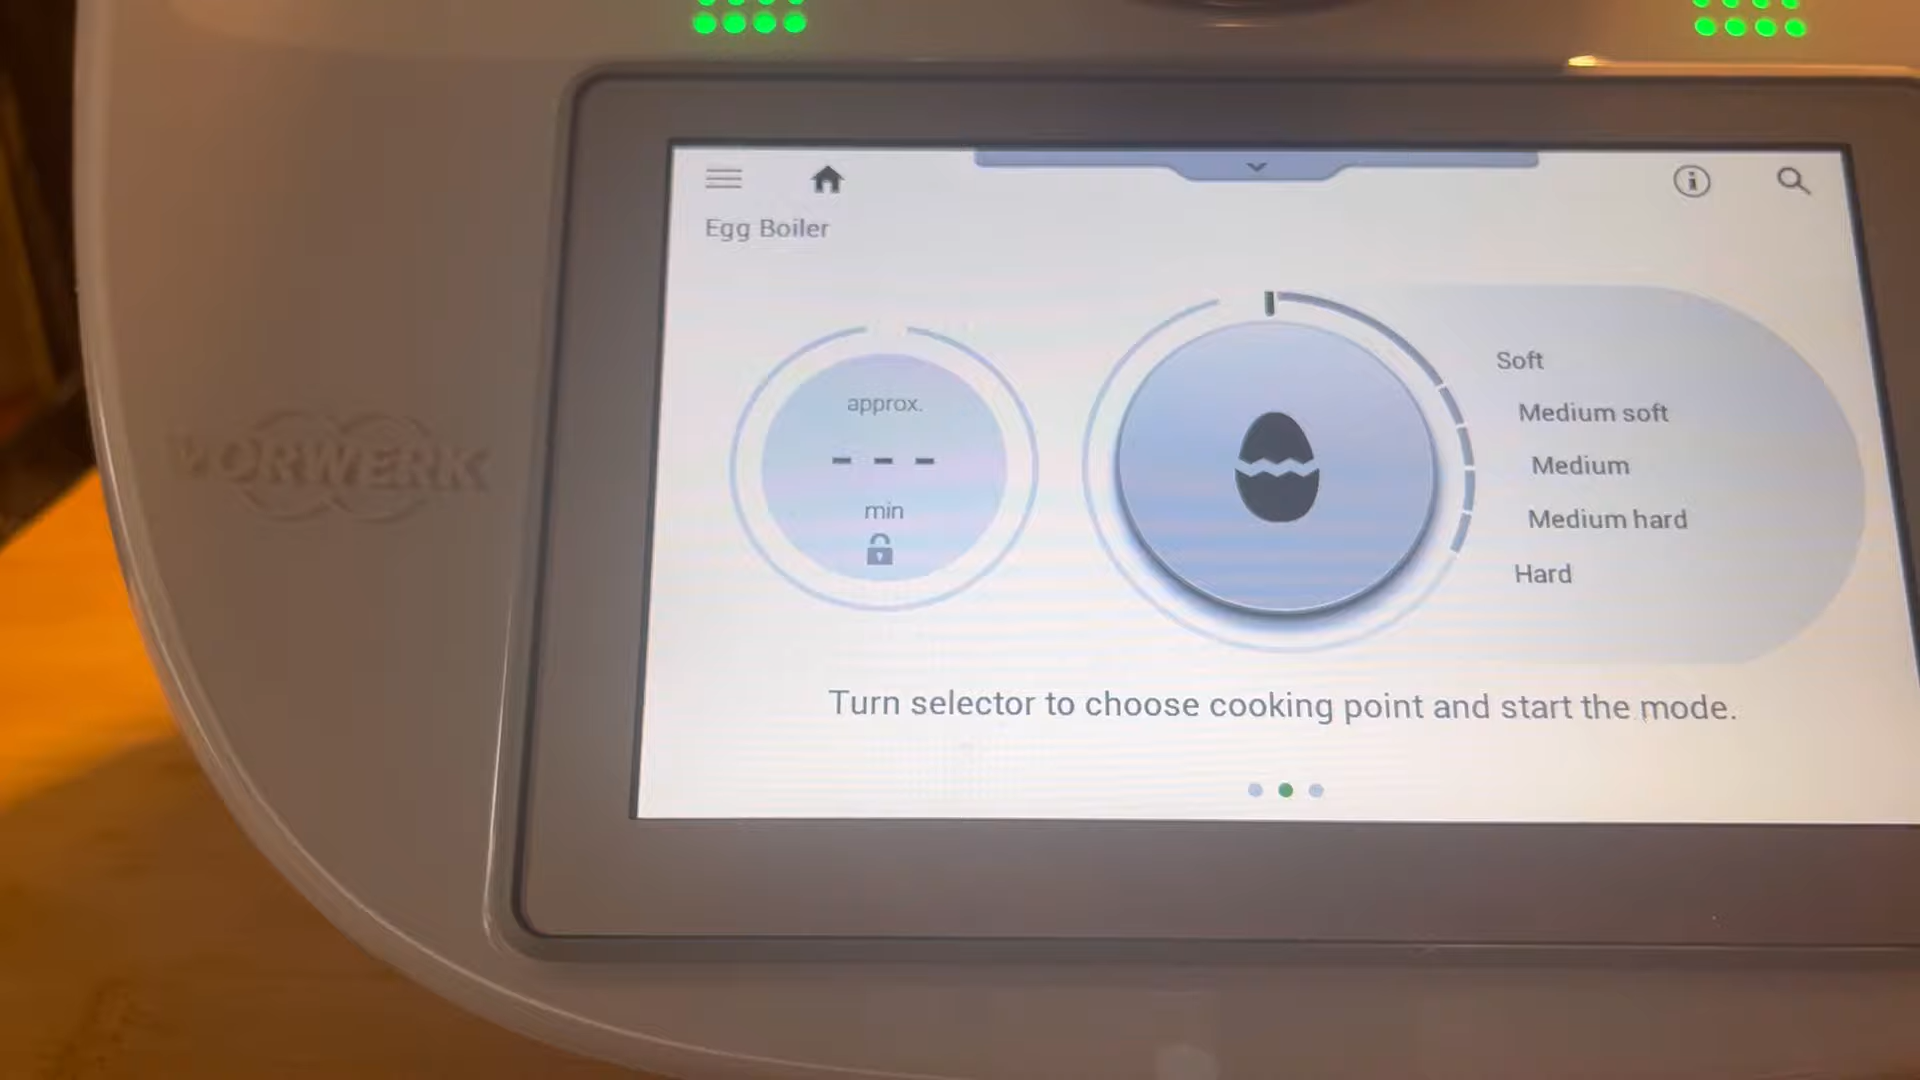 Egg Boiler
approx.
- - -
min
Soft
Medium soft
Medium
Medium hard
Hard
Turn selector to choose cooking point and start the mode.
VORWERK